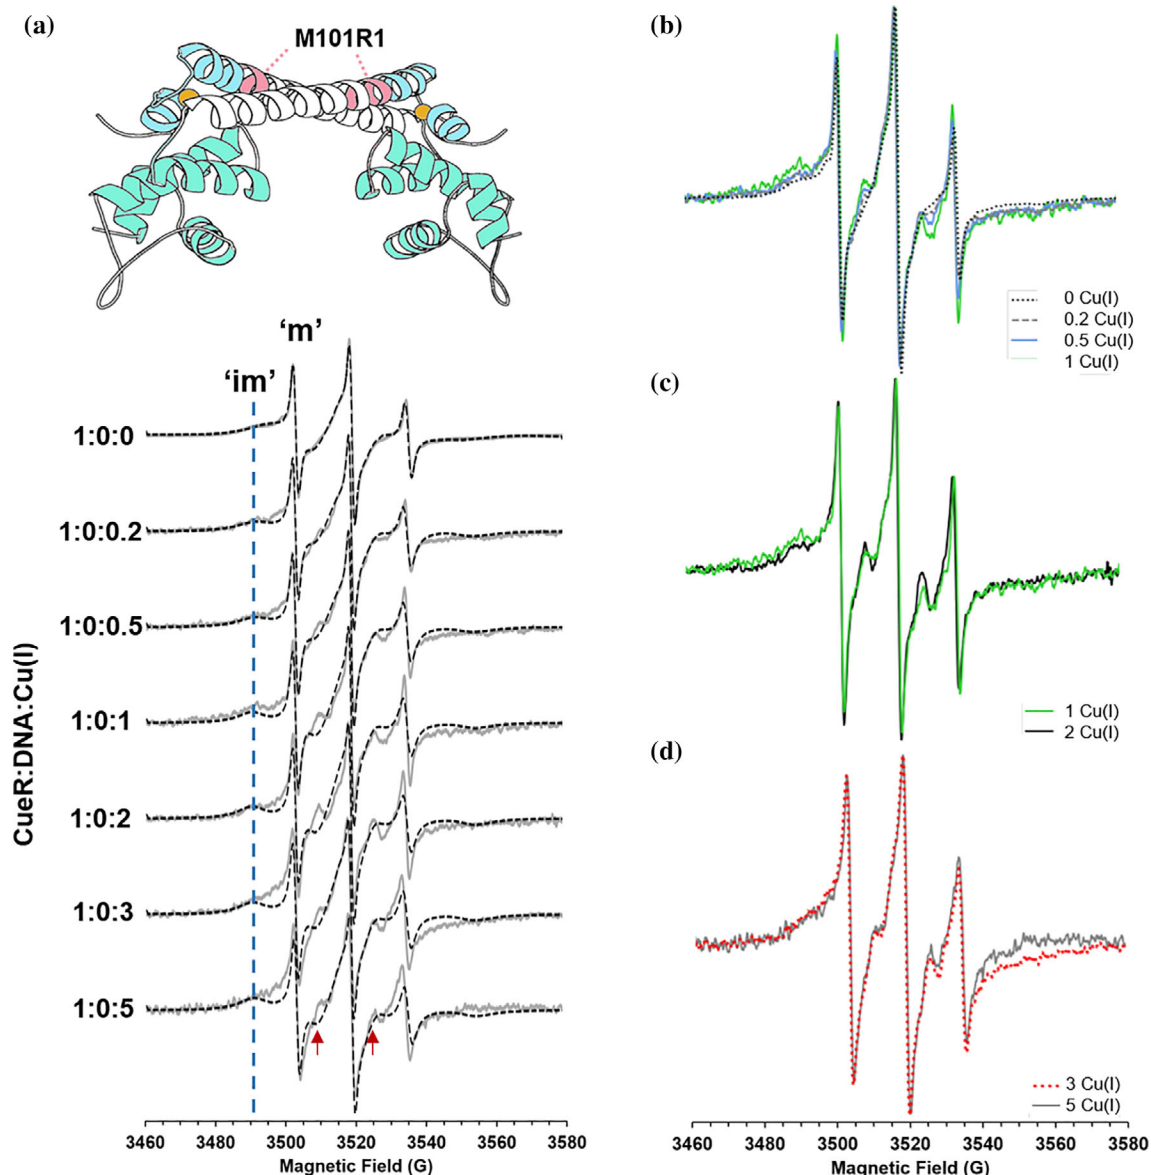 (a)
M101R1
'm'
'im'
1:0:0
1:0:0.2
1:0:0.5
1:0:1
1:0:2
1:0:3
1:0:5
CueR:DNA:Cu(I)
3460 3480 3500 3520 3540 3560 3580
Magnetic Field (G)
(b)
0 Cu(I)
0.2 Cu(I)
0.5 Cu(I)
1 Cu(I)
(c)
1 Cu(I)
2 Cu(I)
(d)
3 Cu(I)
5 Cu(I)
3460 3480 3500 3520 3540 3560 3580
Magnetic Field (G)